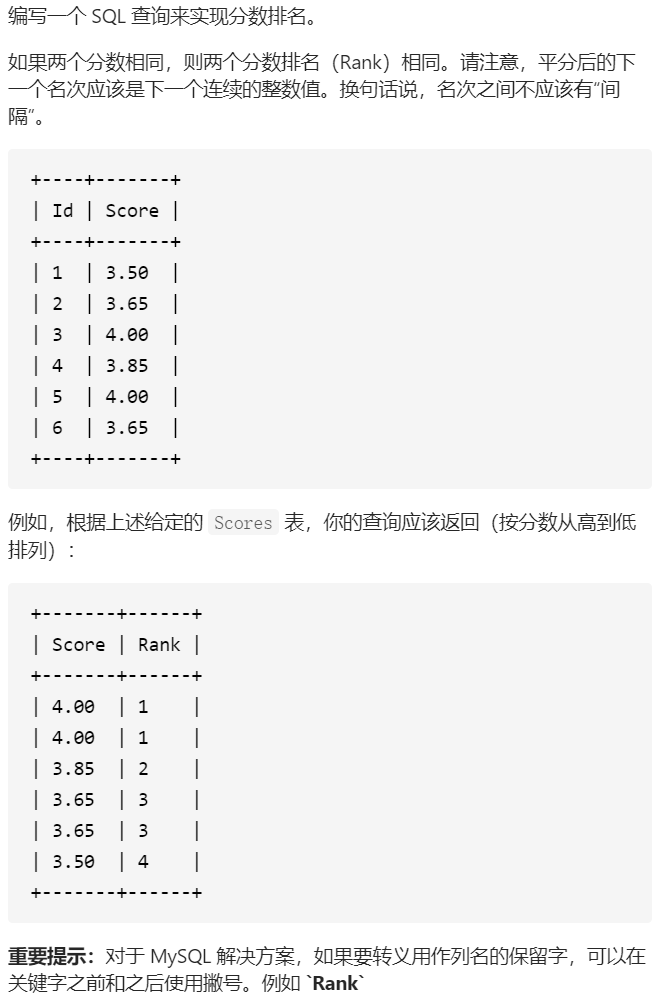 编写一个 SQL 查询来实现分数排名。
如果两个分数相同，则两个分数排名（Rank）相同。请注意，平分后的下
一个名次应该是下一个连续的整数值。换句话说，名次之间不应该有“间
隔”。
+----+-------+
| Id | Score |
+----+-------+
| 1  | 3.50  |
| 2  | 3.65  |
| 3  | 4.00  |
| 4  | 3.85  |
| 5  | 4.00  |
| 6  | 3.65  |
+----+-------+
例如，根据上述给定的 Scores 表，你的查询应该返回（按分数从高到低
排列）：
+-------+------+
| Score | Rank |
+-------+------+
| 4.00  | 1    |
| 4.00  | 1    |
| 3.85  | 2    |
| 3.65  | 3    |
| 3.65  | 3    |
| 3.50  | 4    |
+-------+------+
重要提示：对于 MySQL 解决方案，如果要转义用作列名的保留字，可以在
关键字之前和之后使用撇号。例如 `Rank`